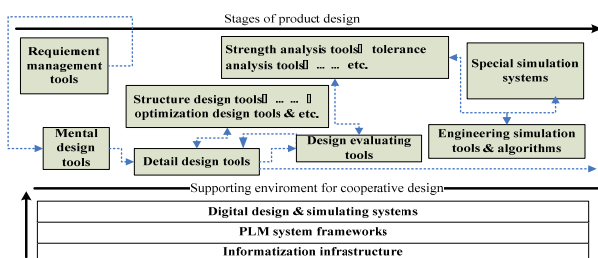 Stages of product design
Requiement
management
tools
Strength analysis tools▯ tolerance
analysis tools▯ … … etc.
Special simulation
systems
Structure design tools▯ … … ▯
optimization design tools & etc.
Mental
design
tools
Detail design tools
Design evaluating
tools
Engineering simulation
tools & algorithms
Supporting enviroment for cooperative design
Digital design & simulating systems
PLM system frameworks
Informatization infrastructure